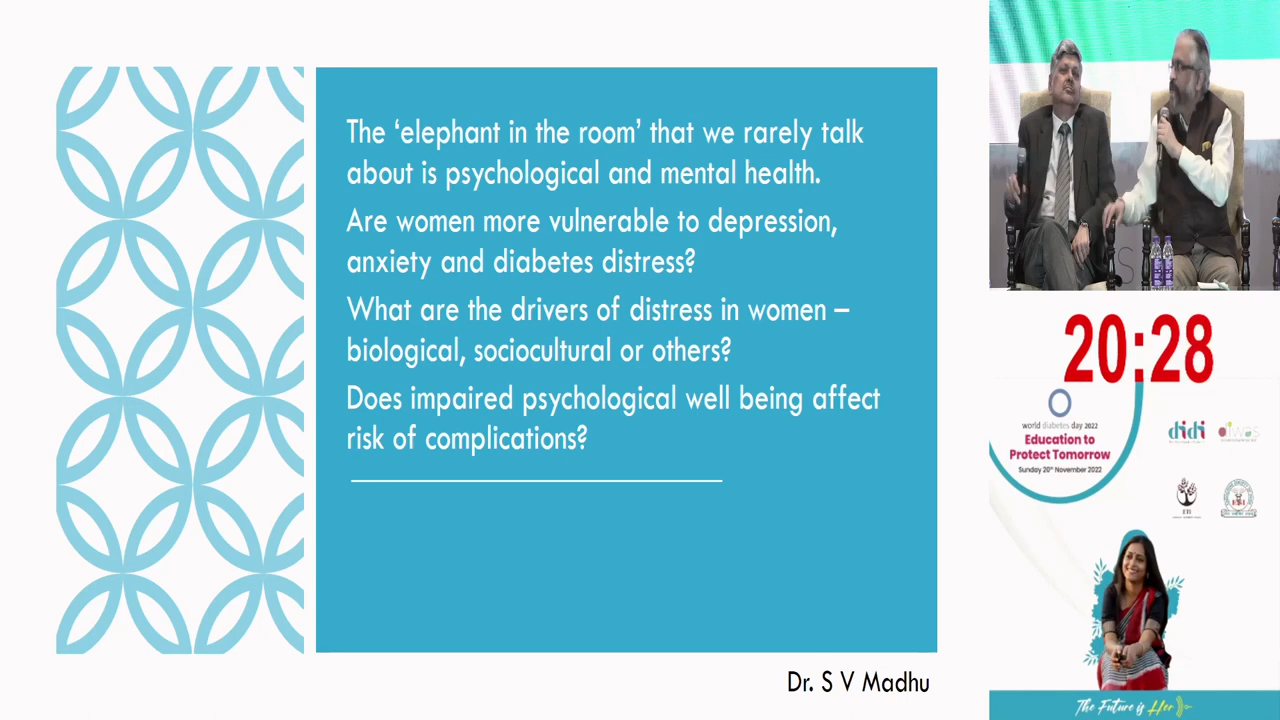 The ‘elephant in the room’ that we rarely talk
about is psychological and mental health.
Are women more vulnerable to depression,
anxiety and diabetes distress?
What are the drivers of distress in women –
biological, sociocultural or others?
Does impaired psychological well being affect
risk of complications?
Dr. S V Madhu
20:28
world diabetes day 2022
Education to
Protect Tomorrow
Sunday 20th November 2022
didi
The Future is Her